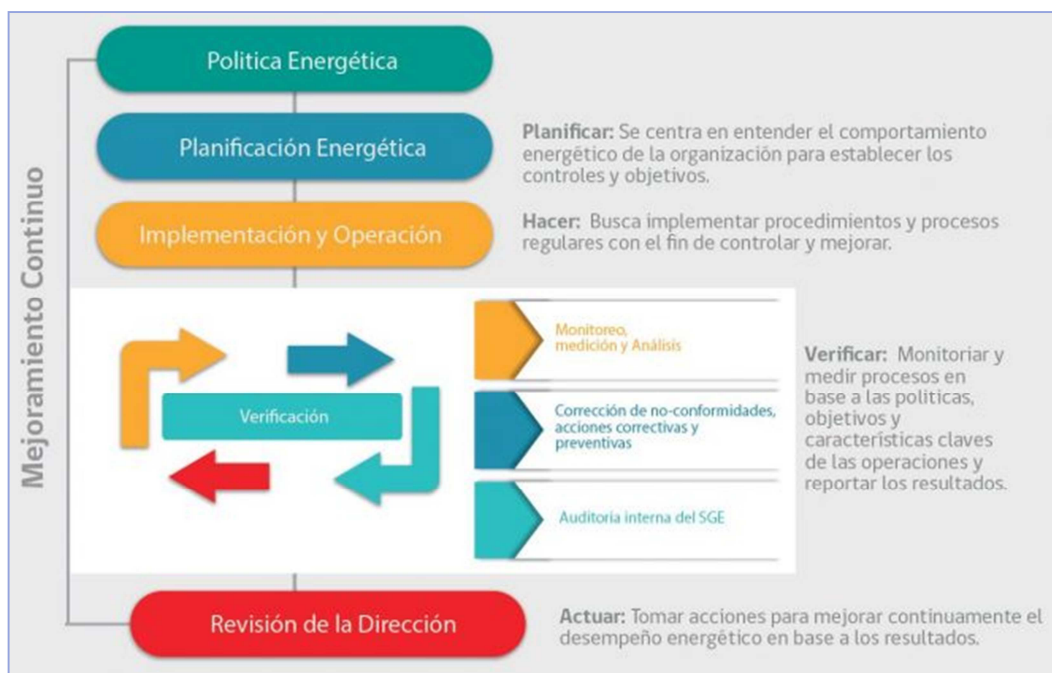 Mejoramiento Continuo
Politica Energética
Planificación Energética
Planificar: Se centra en entender el comportamiento
energético de la organización para establecer los
controles y objetivos.
Implementación y Operación
Hacer: Busca implementar procedimientos y procesos
regulares con el fin de controlar y mejorar.
Verificación
Monitoreo,
medición y Análisis
Corrección de no-conformidades,
acciones correctivas y
preventivas
Auditoria interna del SGE
Verificar: Monitoriar y
medir procesos en
base a las politicas,
objetivos y
características claves
de las operaciones y
reportar los resultados.
Revisión de la Dirección
Actuar: Tomar acciones para mejorar continuamente el
desempeño energético en base a los resultados.